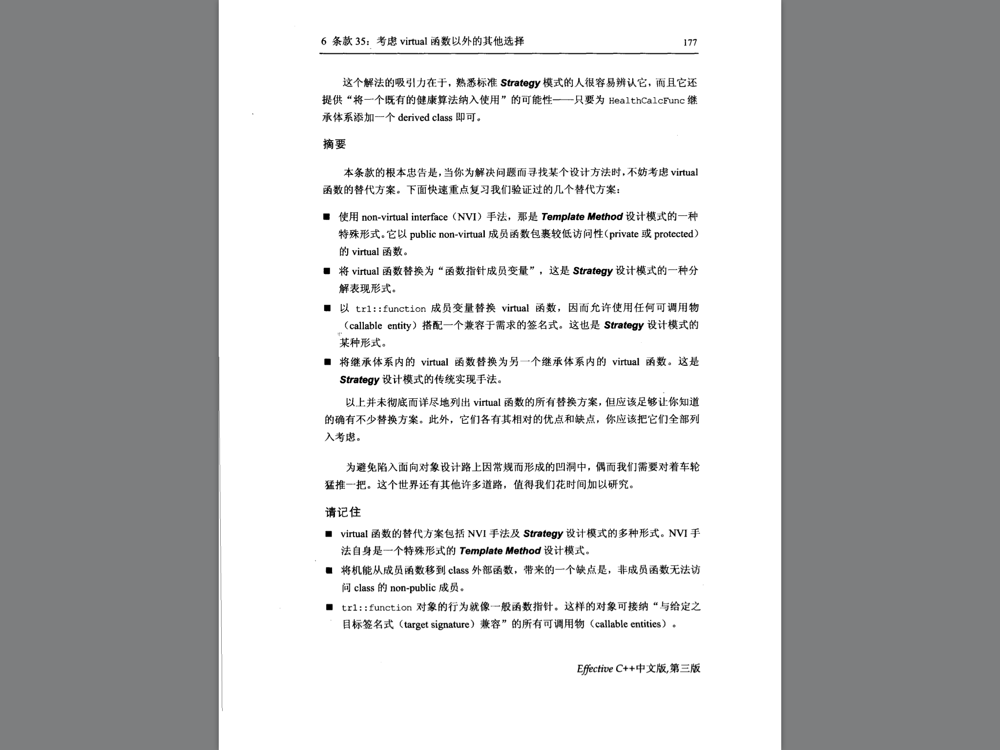 6 条款 35：考虑 virtual 函数以外的其他选择 177
这个解法的吸引力在于，熟悉标准 Strategy 模式的人很容易辨认它，而且它还
提供“将一个既有的健康算法纳入使用”的可能性——只要为 HealthCalcFunc 继
承体系添加一个 derived class 即可。
摘要
本条款的根本忠告是，当你为解决问题而寻找某个设计方法时，不妨考虑 virtual
函数的替代方案。下面快速重点复习我们验证过的几个替代方案：
■ 使用 non-virtual interface（NVI）手法，那是 Template Method 设计模式的一种
特殊形式。它以 public non-virtual 成员函数包裹较低访问性（private 或 protected）
的 virtual 函数。
■ 将 virtual 函数替换为“函数指针成员变量”，这是 Strategy 设计模式的一种分
解表现形式。
■ 以 tr1::function 成员变量替换 virtual 函数，因而允许使用任何可调用物
（callable entity）搭配一个兼容于需求的签名式。这也是 Strategy 设计模式的
某种形式。
■ 将继承体系内的 virtual 函数替换为另一个继承体系内的 virtual 函数。这是
Strategy 设计模式的传统实现手法。
以上并未彻底而详尽地列出 virtual 函数的所有替换方案，但应该足够让你知道
的确有不少替换方案。此外，它们各有其相对的优点和缺点，你应该把它们全部列
入考虑。
为避免陷入面向对象设计路上因常规而形成的凹洞中，偶而我们需要对着车轮
猛推一把。这个世界还有其他许多道路，值得我们花时间加以研究。
请记住
■ virtual 函数的替代方案包括 NVI 手法及 Strategy 设计模式的多种形式。NVI 手
法自身是一个特殊形式的 Template Method 设计模式。
■ 将机能从成员函数移到 class 外部函数，带来的一个缺点是，非成员函数无法访
问 class 的 non-public 成员。
■ tr1::function 对象的行为就像一般函数指针。这样的对象可接纳“与给定之
目标签名式（target signature）兼容”的所有可调用物（callable entities）。
Effective C++中文版,第三版